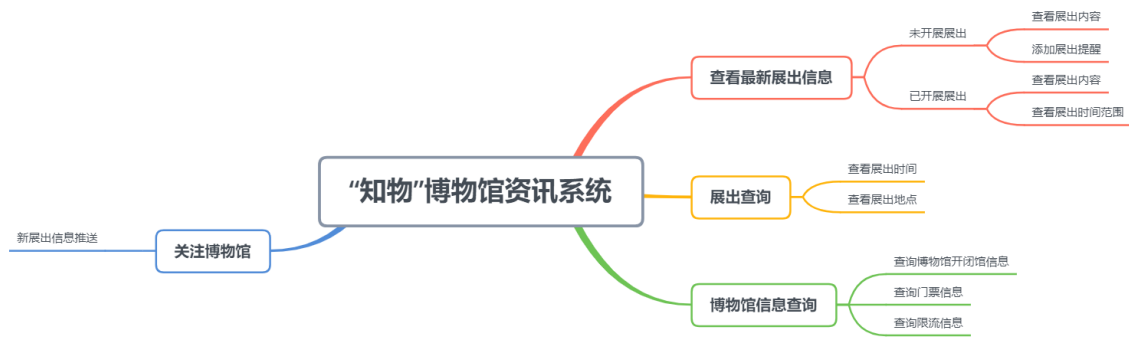 “知物”博物馆资讯系统
查看最新展出信息
未开展展出
查看展出内容
添加展出提醒
已开展展出
查看展出内容
查看展出时间范围
展出查询
查看展出时间
查看展出地点
博物馆信息查询
查询博物馆开闭馆信息
查询门票信息
查询限流信息
关注博物馆
新展出信息推送